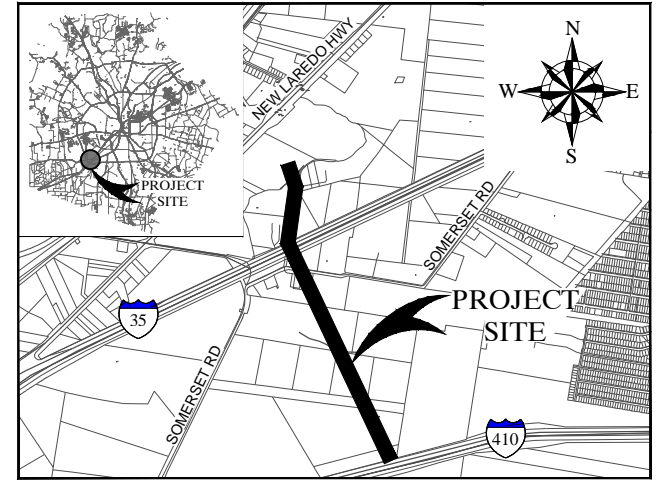 NEW LAREDO HWY
N
W
E
S
PROJECT
SITE
SOMERSET RD
PROJECT
SITE
35
SOMERSET RD
410